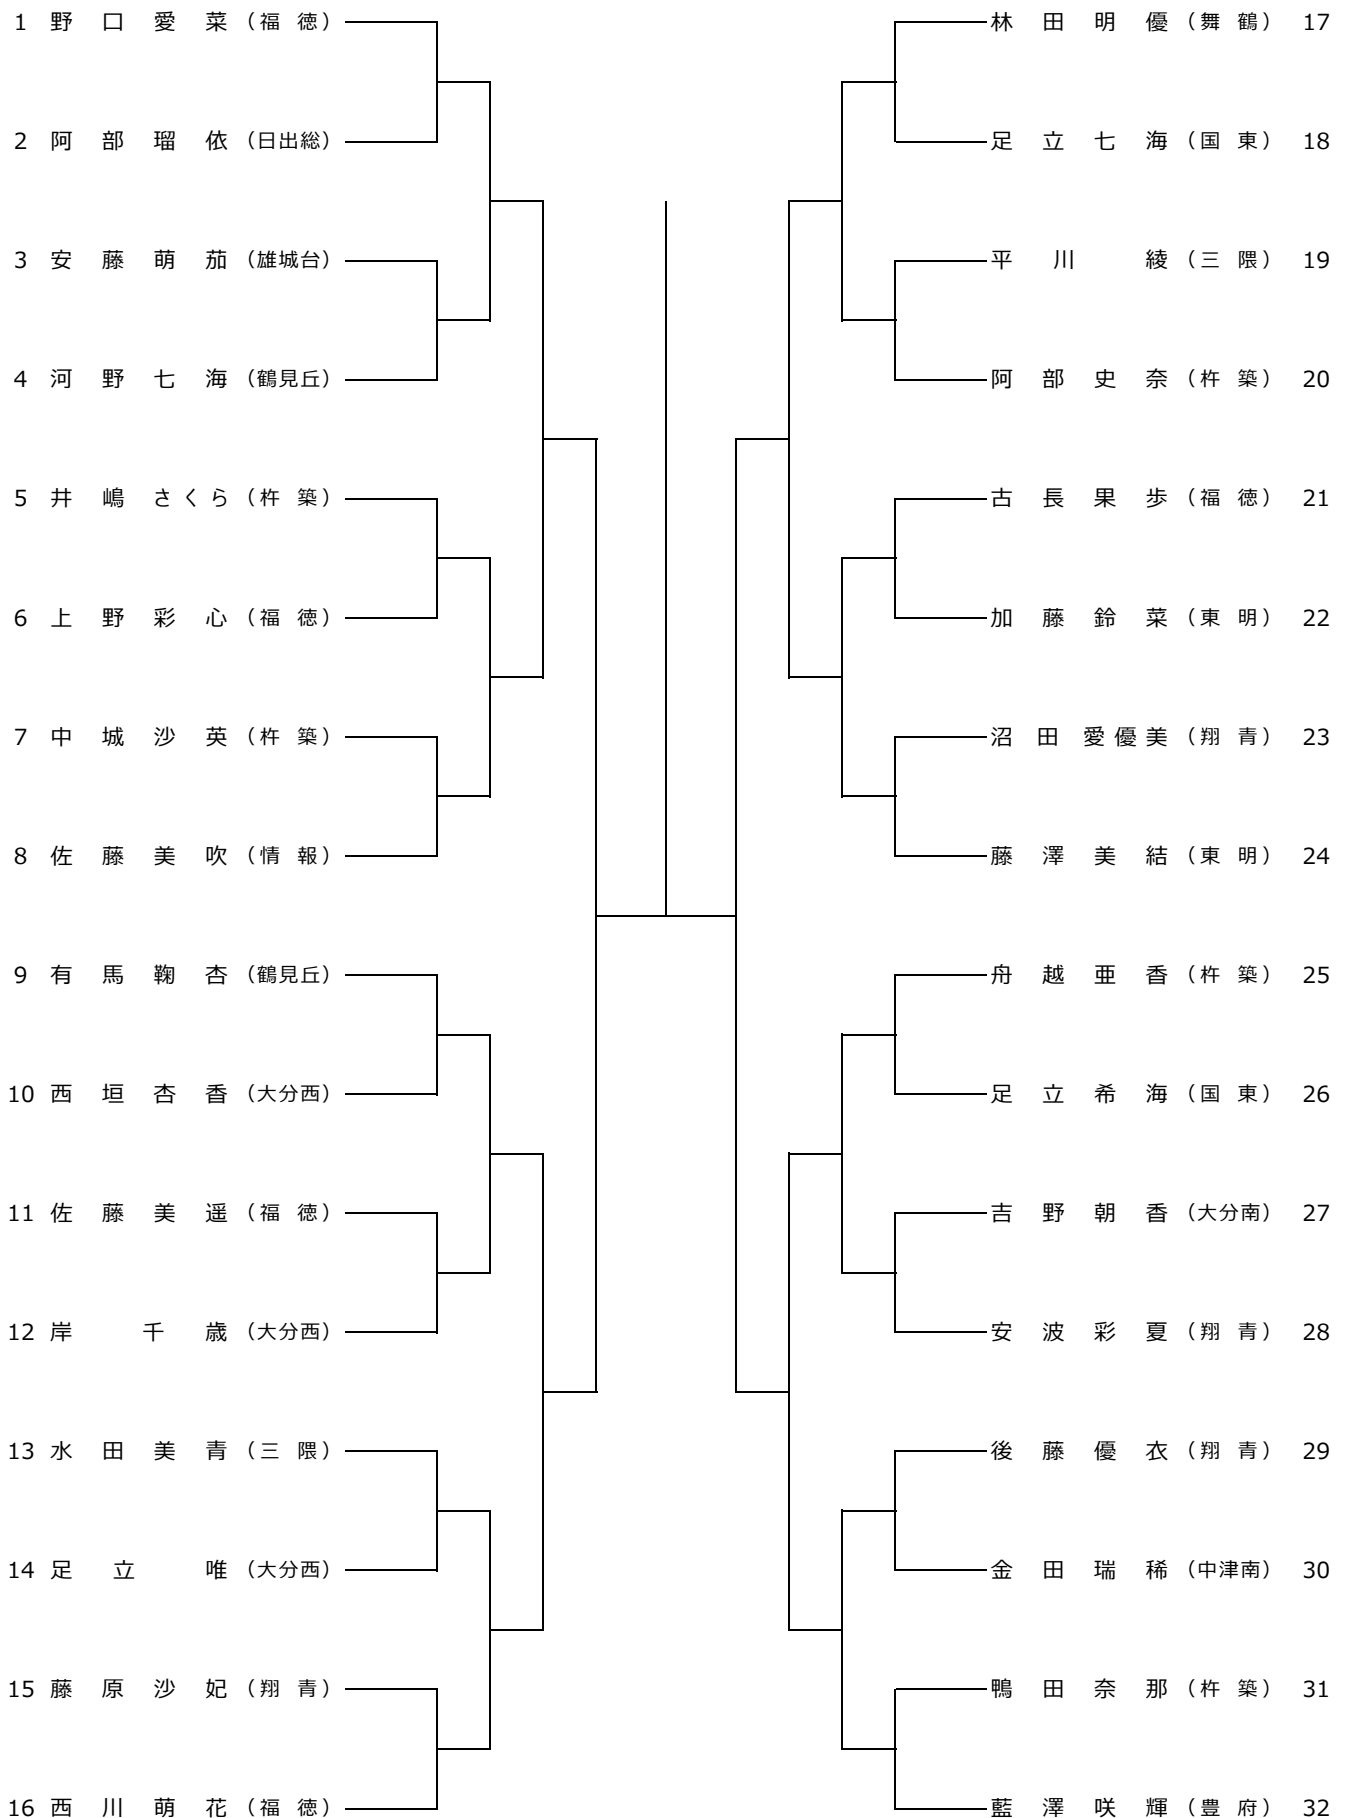 1 野口愛菜 (福徳)
2 阿部瑠依 (日出総)
3 安藤萌茄 (雄城台)
4 河野七海 (鶴見丘)
5 井嶋さくら (杵築)
6 上野彩心 (福徳)
7 中城沙英 (杵築)
8 佐藤美吹 (情報)
9 有馬鞠杏 (鶴見丘)
10 西垣杏香 (大分西)
11 佐藤美遥 (福徳)
12 岸千歳 (大分西)
13 水田美青 (三隈)
14 足立唯 (大分西)
15 藤原沙妃 (翔青)
16 西川萌花 (福徳)
林田明優 (舞鶴) 17
足立七海 (国東) 18
平川綾 (三隈) 19
阿部史奈 (杵築) 20
古長果歩 (福徳) 21
加藤鈴菜 (東明) 22
沼田愛優美 (翔青) 23
藤澤美結 (東明) 24
舟越亜香 (杵築) 25
足立希海 (国東) 26
吉野朝香 (大分南) 27
安波彩夏 (翔青) 28
後藤優衣 (翔青) 29
金田瑞稀 (中津南) 30
鴨田奈那 (杵築) 31
藍澤咲輝 (豊府) 32